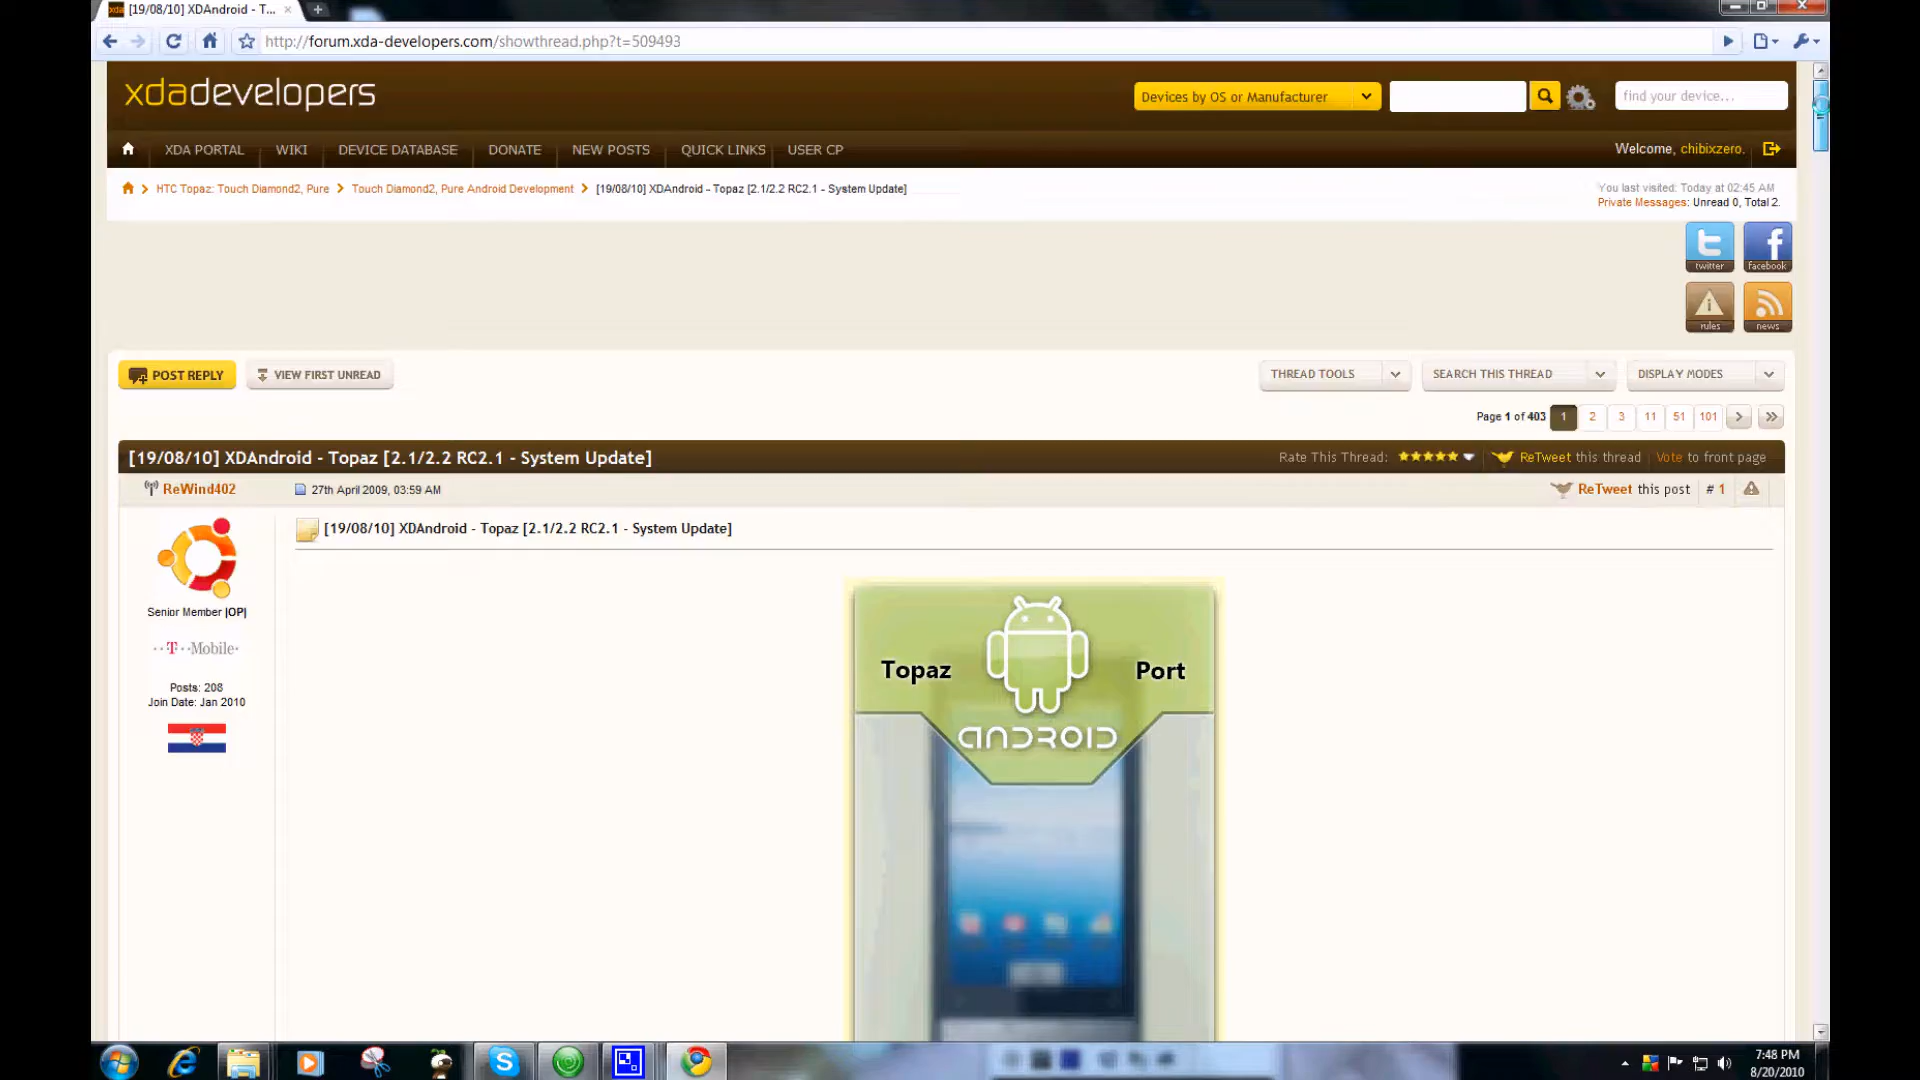 [19/08/10] XDAndroid - T...
http://forum.xda-developers.com/showthread.php?t=509493
xdadevelopers
Devices by OS or Manufacturer
find your device...
XDA PORTAL WIKI DEVICE DATABASE DONATE NEW POSTS QUICK LINKS USER CP
Welcome, chibixzero.
HTC Topaz: Touch Diamond2, Pure Touch Diamond2, Pure Android Development [19/08/10] XDAndroid - Topaz [2.1/2.2 RC2.1 - System Update]
You last visited: Today at 02:45 AM
Private Messages: Unread 0, Total 2.
twitter facebook
rules news
POST REPLY VIEW FIRST UNREAD THREAD TOOLS SEARCH THIS THREAD DISPLAY MODES
Page 1 of 403 1 2 3 11 51 101 > >>
[19/08/10] XDAndroid - Topaz [2.1/2.2 RC2.1 - System Update] Rate This Thread: ReTweet this thread Vote to front page
ReWind402 27th April 2009, 03:59 AM ReTweet this post # 1
[19/08/10] XDAndroid - Topaz [2.1/2.2 RC2.1 - System Update]
Senior Member |OP|
T Mobile
Posts: 208
Join Date: Jan 2010
Topaz Port
ANDROID
7:48 PM
8/20/2010